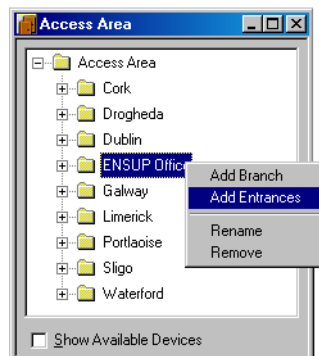 Access Area
Access Area
Cork
Drogheda
Dublin
ENSUP Office
Galway
Limerick
Portlaoise
Sligo
Waterford
Add Branch
Add Entrances
Rename
Remove
Show Available Devices